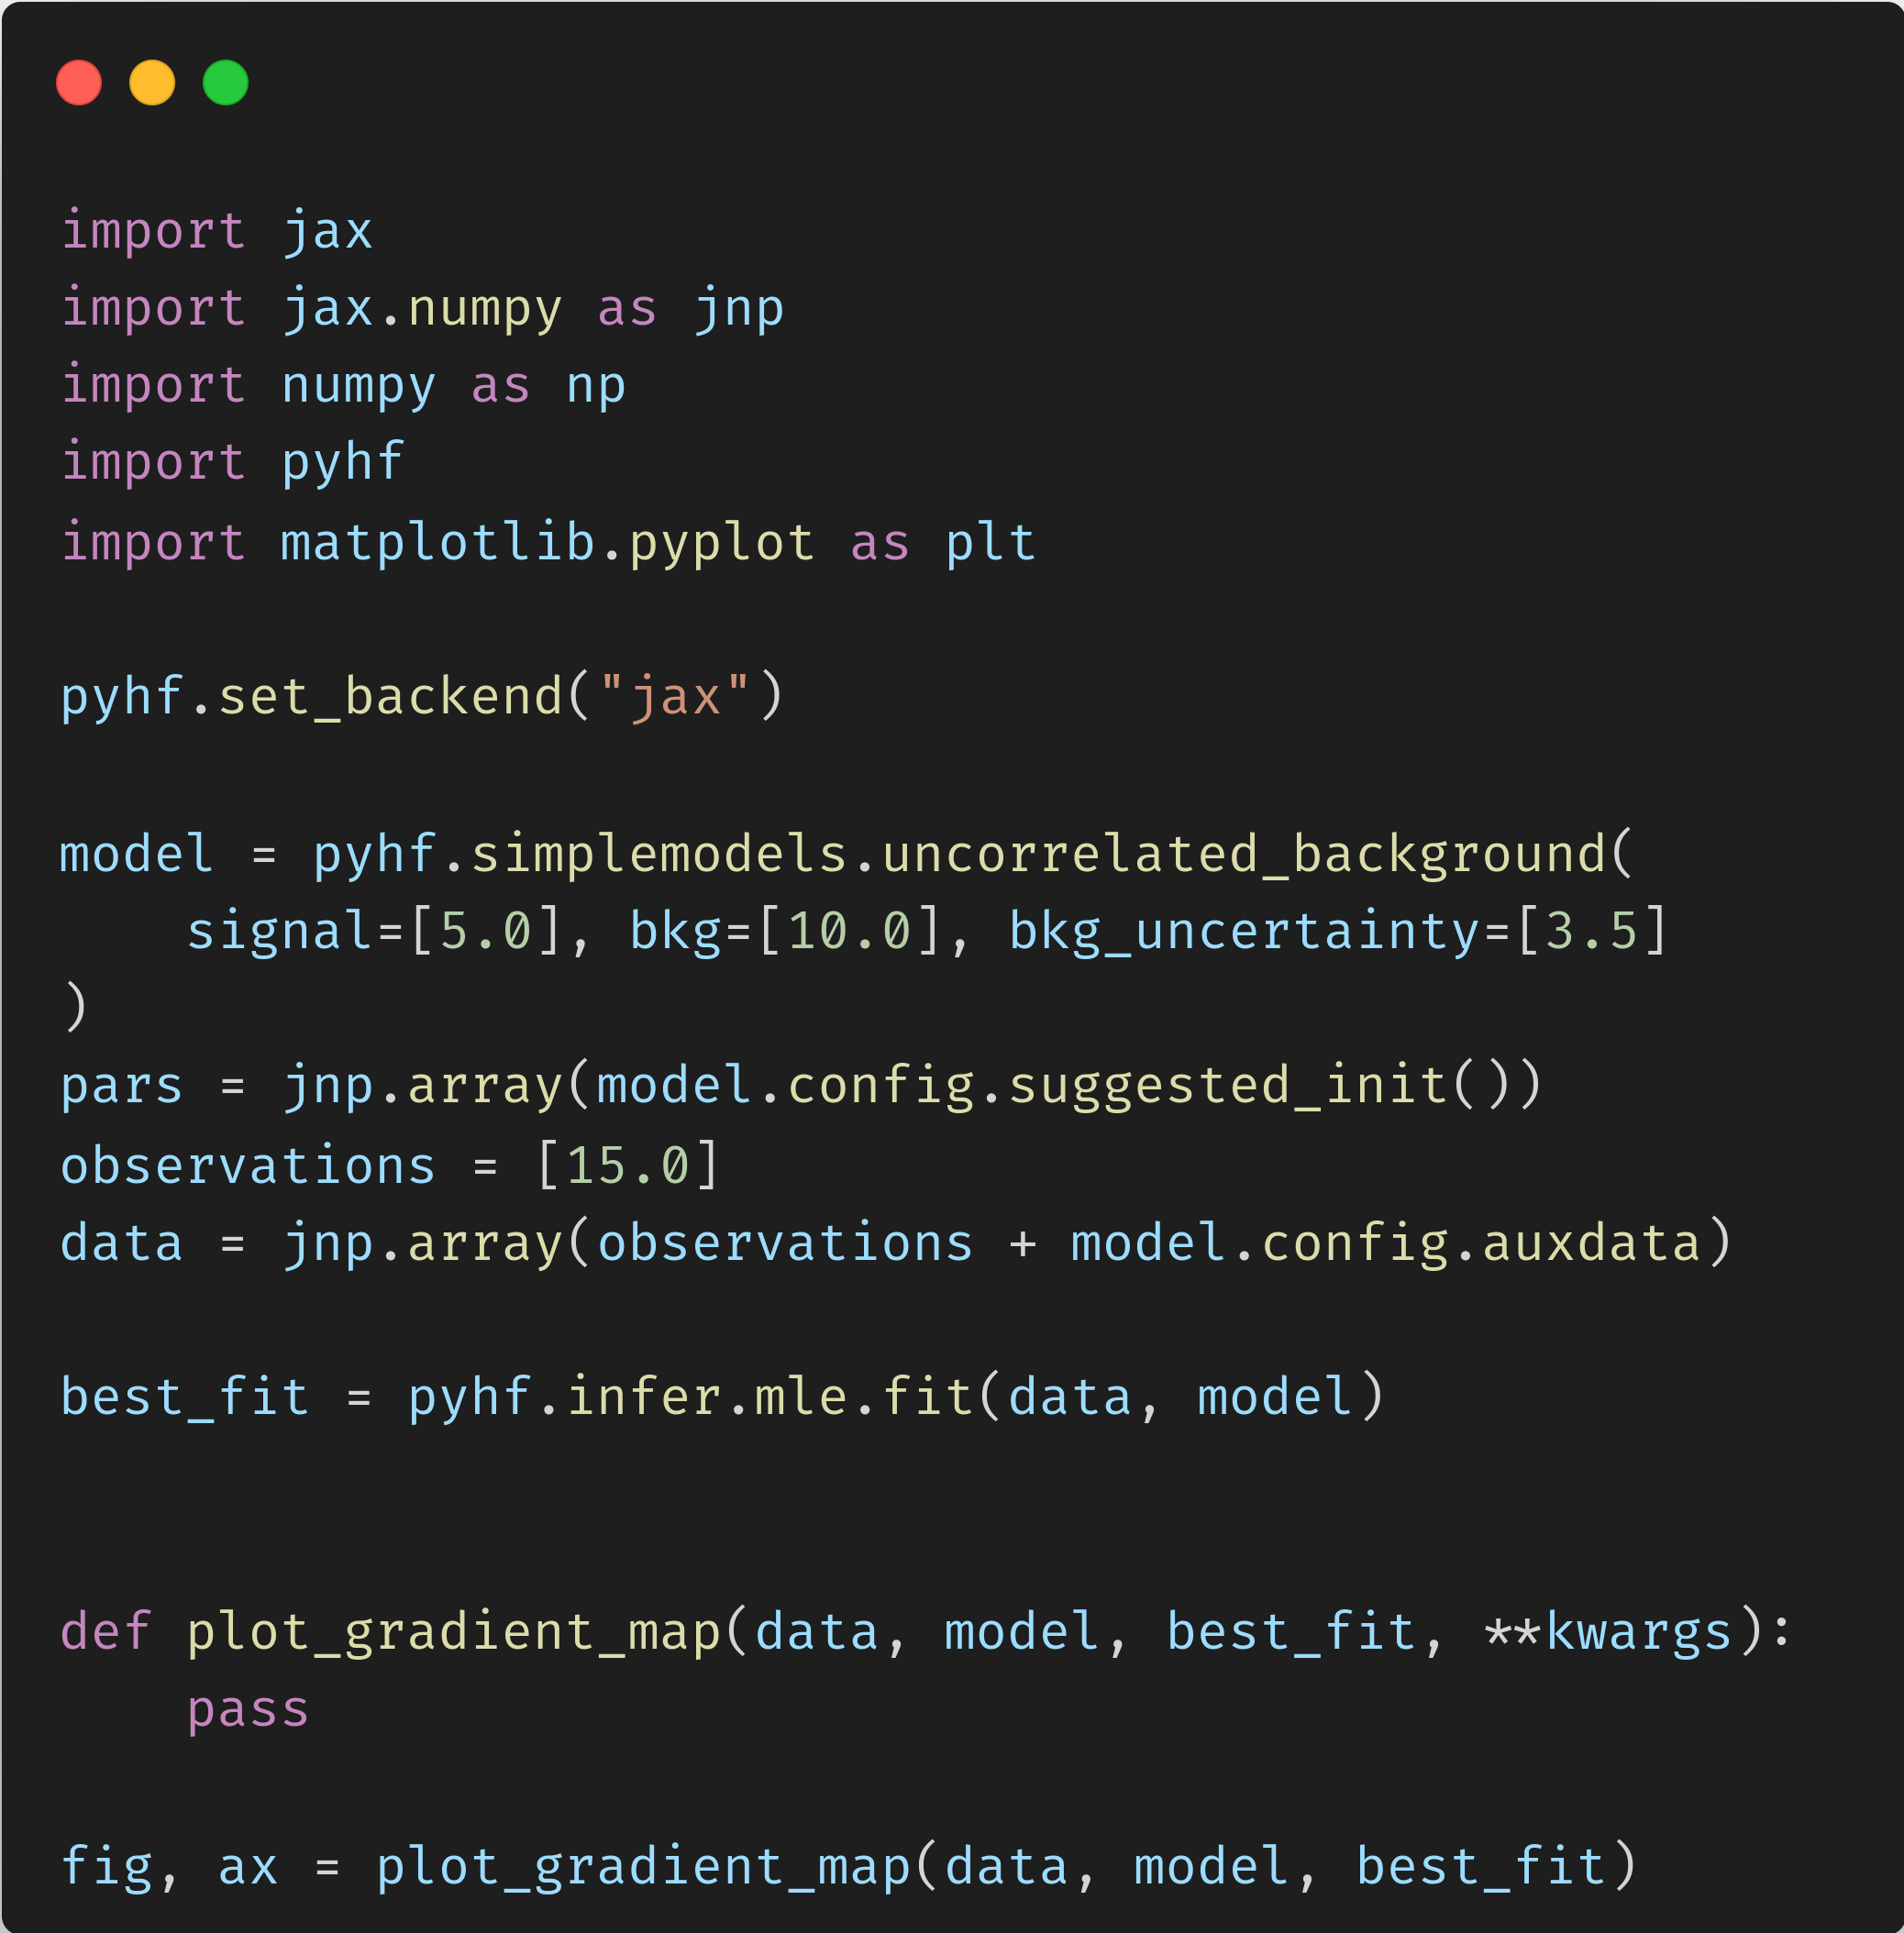 import jax
import jax.numpy as jnp
import numpy as np
import pyhf
import matplotlib.pyplot as plt
pyhf.set_backend("jax")
model = pyhf.simplemodels.uncorrelated_background(
    signal=[5.0], bkg=[10.0], bkg_uncertainty=[3.5]
)
pars = jnp.array(model.config.suggested_init())
observations = [15.0]
data = jnp.array(observations + model.config.auxdata)
best_fit = pyhf.infer.mle.fit(data, model)
def plot_gradient_map(data, model, best_fit, **kwargs):
    pass
fig, ax = plot_gradient_map(data, model, best_fit)